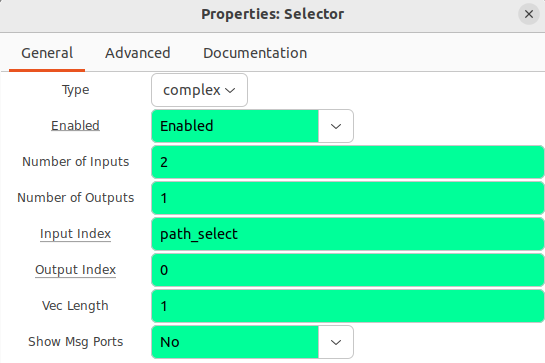 Properties: Selector
General Advanced Documentation
Type complex
Enabled Enabled
Number of Inputs 2
Number of Outputs 1
Input Index path_select
Output Index 0
Vec Length 1
Show Msg Ports No